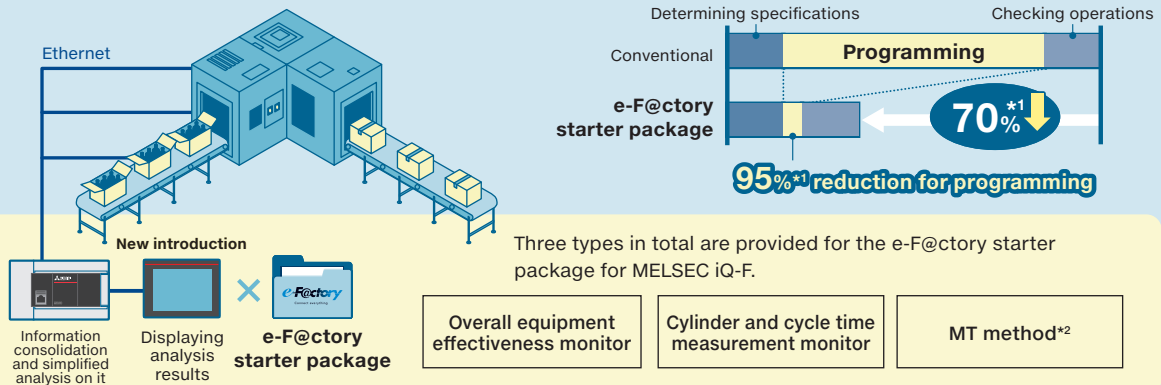 Ethernet
Determining specifications
Checking operations
Conventional
Programming
e-F@ctory
starter package
70%*1
95%*1 reduction for programming
New introduction
Information
consolidation
and simplified
analysis on it
Displaying
analysis
results
e-F@ctory
e-F@ctory
starter package
Three types in total are provided for the e-F@ctory starter
package for MELSEC iQ-F.
Overall equipment
effectiveness monitor
Cylinder and cycle time
measurement monitor
MT method*2